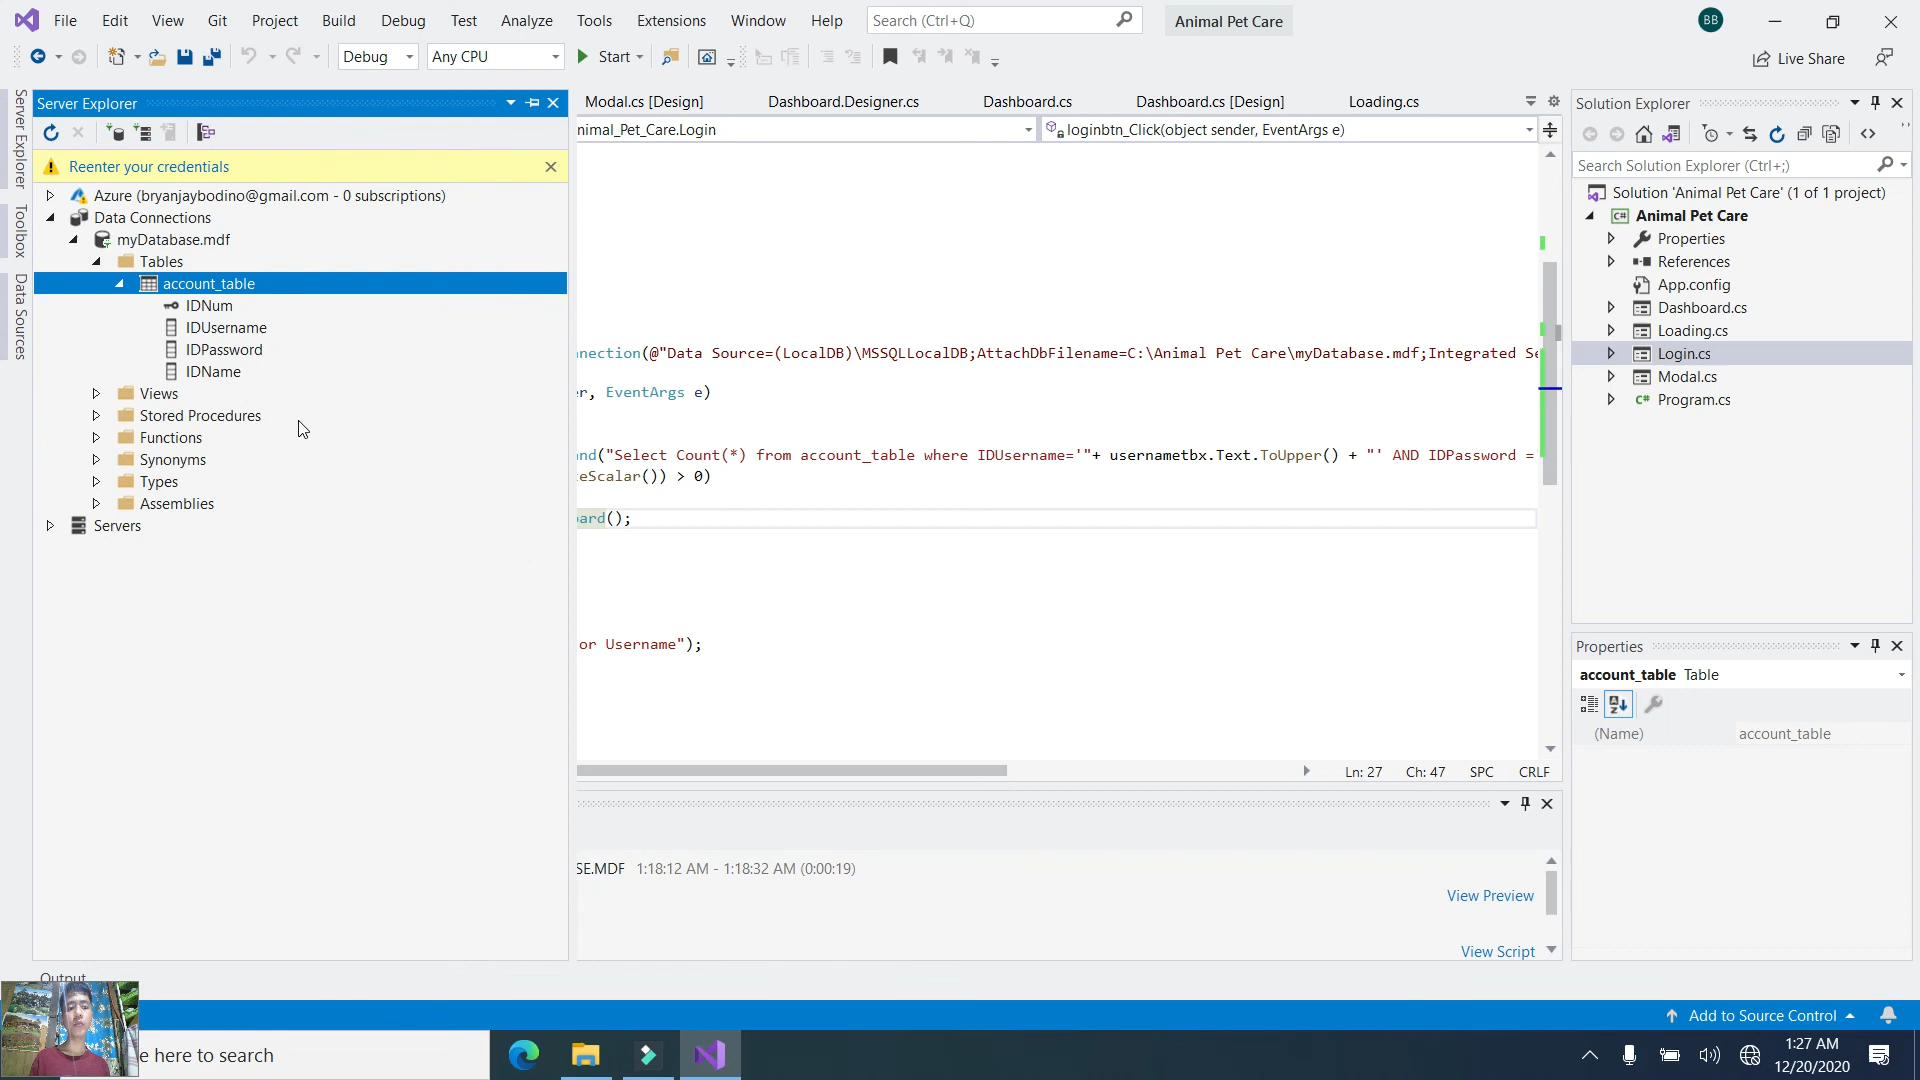 File Edit View Git Project Build Debug Test Analyze Tools Extensions Window Help Search (Ctrl+Q) Animal Pet Care BB
Debug Any CPU Start Live Share
Server Explorer
Toolbox
Data Sources
Server Explorer
Reenter your credentials
Azure (bryanjaybodino@gmail.com - 0 subscriptions)
Data Connections
myDatabase.mdf
Tables
account_table
IDNum
IDUsername
IDPassword
IDName
Views
Stored Procedures
Functions
Synonyms
Types
Assemblies
Servers
Modal.cs [Design] Dashboard.Designer.cs Dashboard.cs Dashboard.cs [Design] Loading.cs
nimal_Pet_Care.Login loginbtn_Click(object sender, EventArgs e)
nnection(@"Data Source=(LocalDB)\MSSQLLocalDB;AttachDbFilename=C:\Animal Pet Care\myDatabase.mdf;Integrated Se
er, EventArgs e)
and("Select Count(*) from account_table where IDUsername='"+ usernametbx.Text.ToUpper() + "' AND IDPassword =
eScalar()) > 0)
oard();
or Username");
Ln: 27 Ch: 47 SPC CRLF
SE.MDF 1:18:12 AM - 1:18:32 AM (0:00:19)
View Preview
View Script
Solution Explorer
Search Solution Explorer (Ctrl+;)
Solution 'Animal Pet Care' (1 of 1 project)
C# Animal Pet Care
Properties
References
App.config
Dashboard.cs
Loading.cs
Login.cs
Modal.cs
C# Program.cs
Properties
account_table Table
(Name) account_table
Output
Add to Source Control
e here to search
1:27 AM
12/20/2020